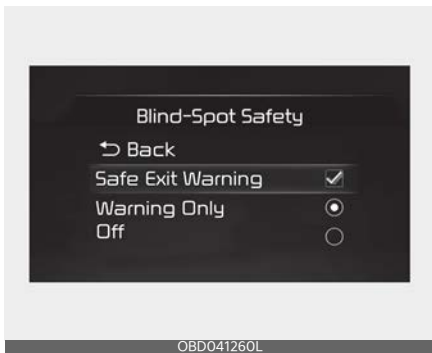 Blind-Spot Safety
Back
Safe Exit Warning
Warning Only
Off
OBD041260L